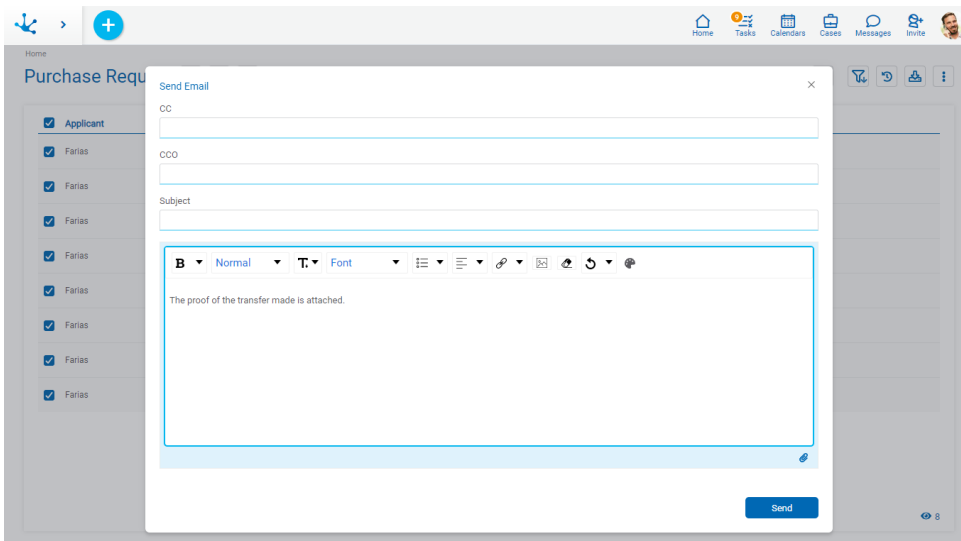 9
Home Tasks Calendars Cases Messages Invite
Home
Purchase Requ
Send Email
CC
Applicant
Farias
CCO
Farias
Subject
Farias
Farias
B Normal T. Font
Farias
The proof of the transfer made is attached.
Farias
Farias
Farias
Send
8